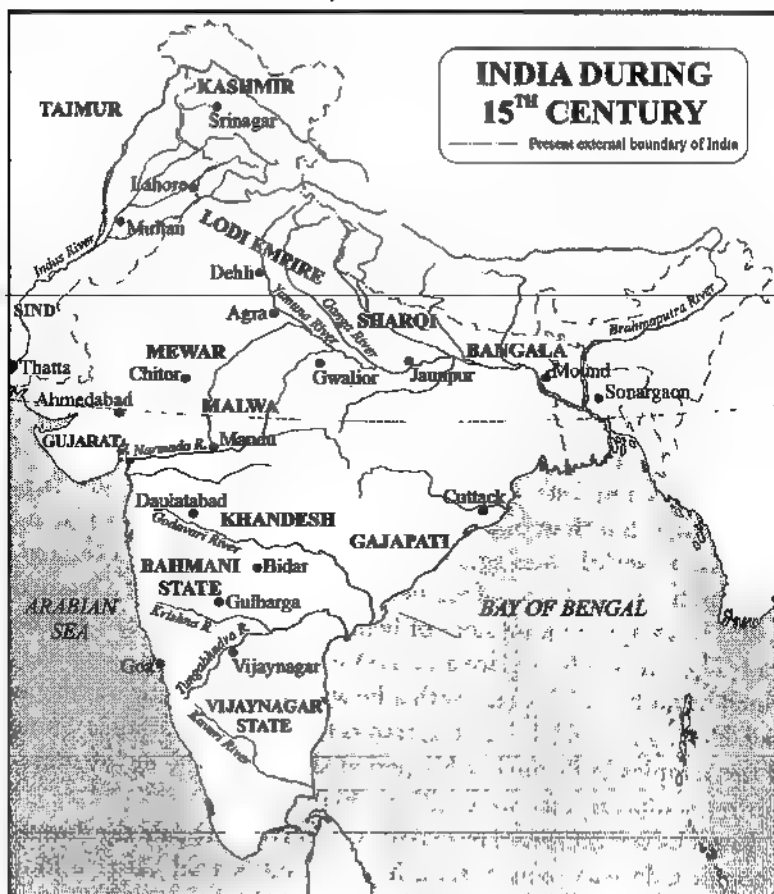 INDIA DURING
15TH CENTURY
Present external boundary of India
KASHMIR
TAIMUR
Srinagar
Lahore
Multan
Indus River
LODI EMPIRE
Dehli
SIND
Agra
Yamuna River
Ganga River
SHARQI
Brahmaputra River
MEWAR
BANGALA
Thatta
Chitor
Gwalior
Jaunpur
Mound
Sonargaon
Ahmedabad
MALWA
GUJARAT
Narmada R.
Mandu
Daulatabad
Cuttack
KHANDESH
Godavari River
GAJAPATI
BAHMANI
STATE
Bidar
Gulbarga
ARABIAN
SEA
BAY OF BENGAL
Krishna R.
Tungabhadra R.
Goa
Vijaynagar
VIJAYNAGAR
STATE
Kaveri River